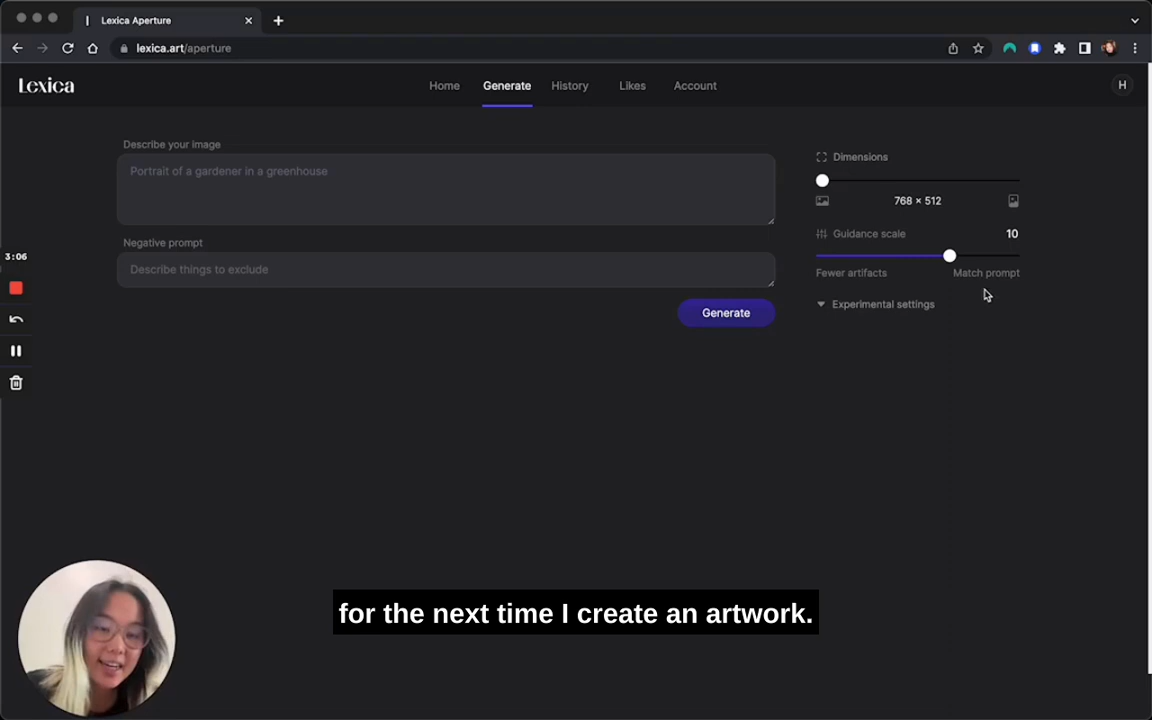 Lexica Aperture
lexica.art/aperture
Lexica
Home Generate History Likes Account
H
Describe your image
Portrait of a gardener in a greenhouse
Negative prompt
Describe things to exclude
Generate
Dimensions
768 × 512
Guidance scale 10
Fewer artifacts Match prompt
Experimental settings
3:06
for the next time I create an artwork.